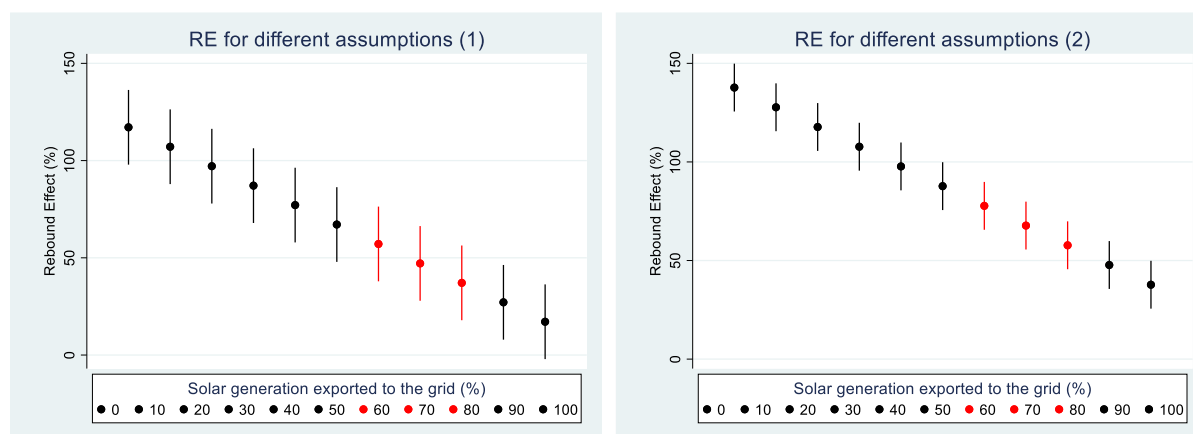 RE for different assumptions (1)
150
100
50
0
Rebound Effect (%)
Solar generation exported to the grid (%)
0 10 20 30 40 50 60 70 80 90 100
RE for different assumptions (2)
150
100
50
0
Rebound Effect (%)
Solar generation exported to the grid (%)
0 10 20 30 40 50 60 70 80 90 100